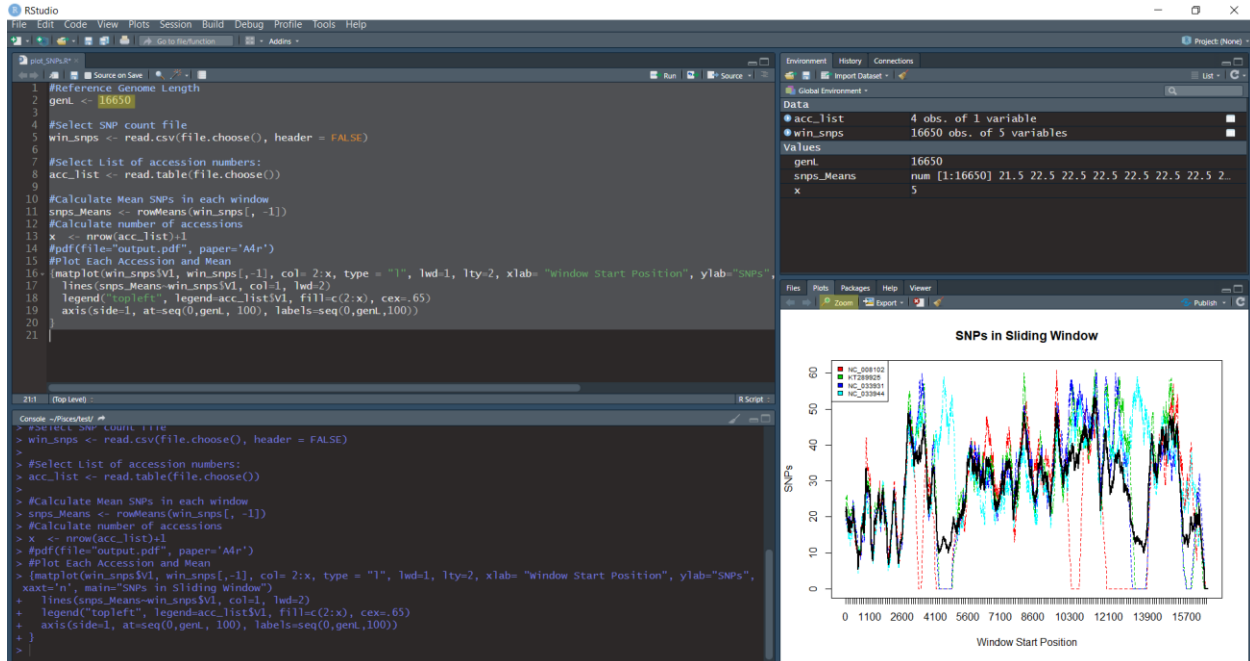 RStudio
File Edit Code View Plots Session Build Debug Profile Tools Help
Go to file/function Addins Project: (None)
plot_SNPs.R*
Source on Save Run Source
1 #Reference Genome Length
2 genL <- 16650
3
4 #Select SNP count file
5 win_snps <- read.csv(file.choose(), header = FALSE)
6
7 #Select List of accession numbers:
8 acc_list <- read.table(file.choose())
9
10 #Calculate Mean SNPs in each window
11 snps_Means <- rowMeans(win_snps[, -1])
12 #Calculate number of accessions
13 x <- nrow(acc_list)+1
14 #pdf(file="output.pdf", paper='A4r')
15 #Plot Each Accession and Mean
16 {matplot(win_snps$V1, win_snps[,-1], col= 2:x, type = "l", lwd=1, lty=2, xlab= "Window Start Position", ylab="SNPs",
17 lines(snps_Means~win_snps$V1, col=1, lwd=2)
18 legend("topleft", legend=acc_list$V1, fill=c(2:x), cex=.65)
19 axis(side=1, at=seq(0,genL, 100), labels=seq(0,genL,100))
20 }
21
21:1 (Top Level) R Script
Console ~/Pisces/test/
> #Select SNP count file
> win_snps <- read.csv(file.choose(), header = FALSE)
>
> #Select List of accession numbers:
> acc_list <- read.table(file.choose())
>
> #Calculate Mean SNPs in each window
> snps_Means <- rowMeans(win_snps[, -1])
> #Calculate number of accessions
> x <- nrow(acc_list)+1
> #pdf(file="output.pdf", paper='A4r')
> #Plot Each Accession and Mean
> {matplot(win_snps$V1, win_snps[,-1], col= 2:x, type = "l", lwd=1, lty=2, xlab= "Window Start Position", ylab="SNPs",
xaxt='n', main="SNPs in Sliding Window")
+ lines(snps_Means~win_snps$V1, col=1, lwd=2)
+ legend("topleft", legend=acc_list$V1, fill=c(2:x), cex=.65)
+ axis(side=1, at=seq(0,genL, 100), labels=seq(0,genL,100))
+ }
>
Environment History Connections
Import Dataset List
Global Environment
Data
acc_list 4 obs. of 1 variable
win_snps 16650 obs. of 5 variables
Values
genL 16650
snps_Means num [1:16650] 21.5 22.5 22.5 22.5 22.5 22.5 22.5 2…
x 5
Files Plots Packages Help Viewer
Zoom Export Publish
SNPs in Sliding Window
NC_008102
KT289925
NC_033931
NC_033944
60
50
40
30
20
10
0
SNPs
0 1100 2600 4100 5600 7100 8600 10300 12100 13900 15700
Window Start Position